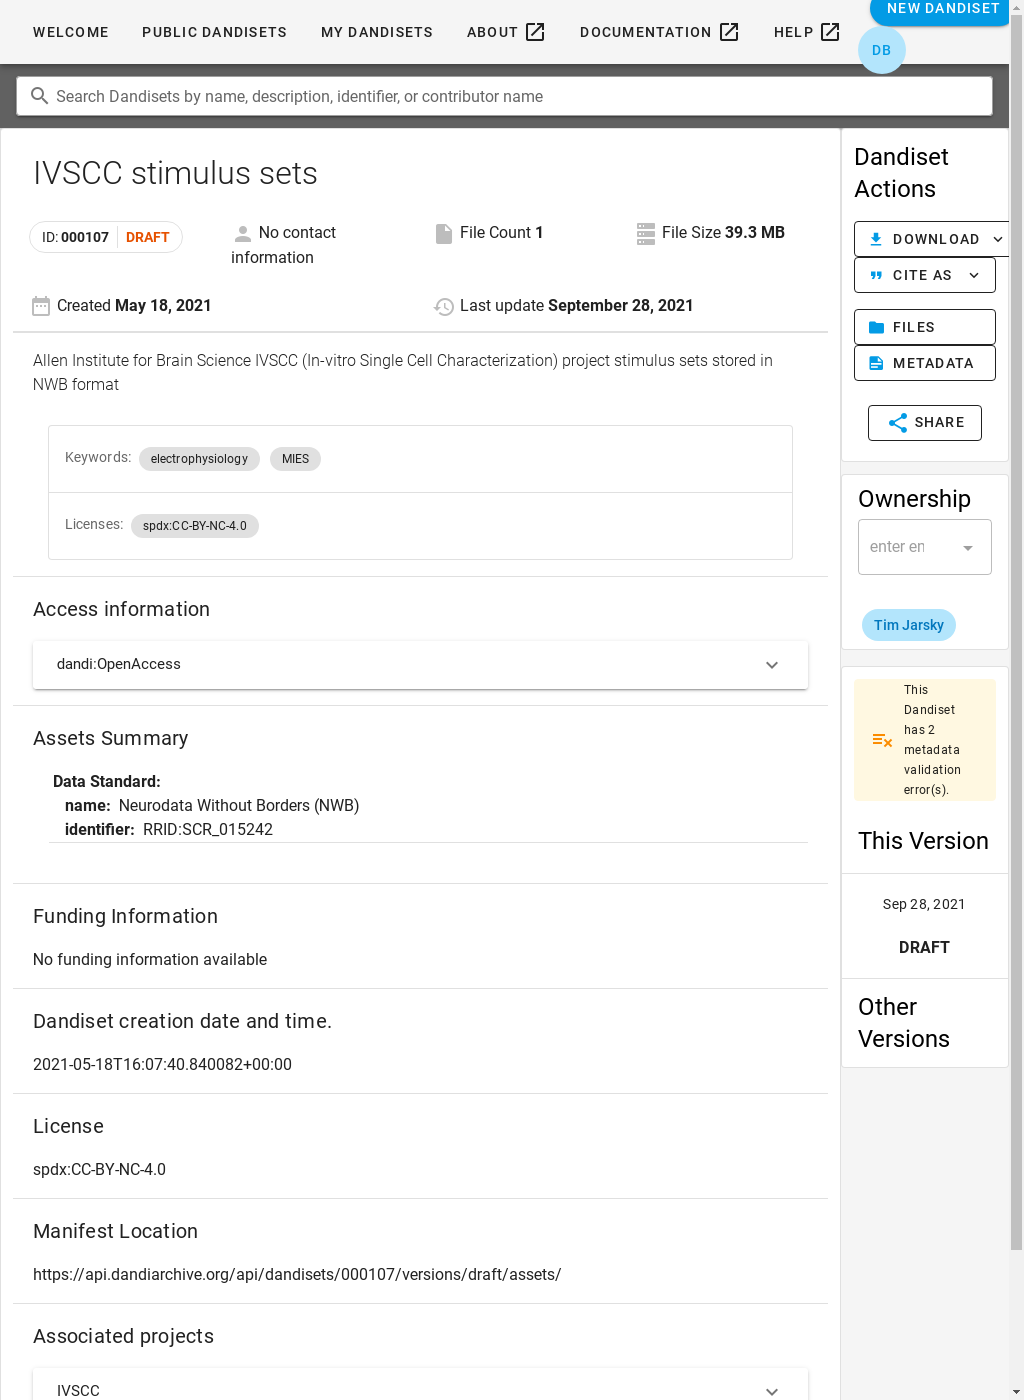 WELCOME
PUBLIC DANDISETS
MY DANDISETS
ABOUT
DOCUMENTATION
HELP
NEW DANDISET
DB
Search Dandisets by name, description, identifier, or contributor name
IVSCC stimulus sets
ID: 000107 DRAFT
No contact
information
File Count 1
File Size 39.3 MB
Created May 18, 2021
Last update September 28, 2021
Allen Institute for Brain Science IVSCC (In-vitro Single Cell Characterization) project stimulus sets stored in
NWB format
Keywords: electrophysiology MIES
Licenses: spdx:CC-BY-NC-4.0
Access information
dandi:OpenAccess
Assets Summary
Data Standard:
name: Neurodata Without Borders (NWB)
identifier: RRID:SCR_015242
Funding Information
No funding information available
Dandiset creation date and time.
2021-05-18T16:07:40.840082+00:00
License
spdx:CC-BY-NC-4.0
Manifest Location
https://api.dandiarchive.org/api/dandisets/000107/versions/draft/assets/
Associated projects
IVSCC
Dandiset
Actions
DOWNLOAD
CITE AS
FILES
METADATA
SHARE
Ownership
enter en
Tim Jarsky
This
Dandiset
has 2
metadata
validation
error(s).
This Version
Sep 28, 2021
DRAFT
Other
Versions